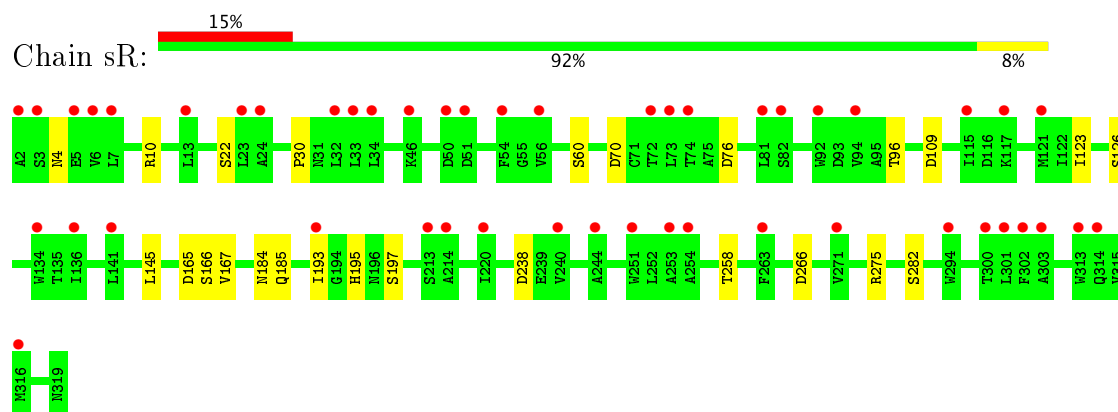 15%
Chain sR:
92%
8%
A2 S3 N4 E5 V6 L7 R10 L13 S22 L23 A24 P30 N31 L32 L33 L34 K46 D50 D51 F54 G55 V56 S60 D70 G71 T72 L73 T74 A75 D76 L81 S82 W92 D93 V94 A95 T96 D109 I115 D116 K117 M121 I122 I123 S126
W134 T135 I136 L141 L145 D165 S166 V167 N184 Q185 I193 G194 H195 N196 S197 S213 A214 I220 D238 E239 V240 A244 W251 L252 A253 A254 T258 F263 D266 V271 R275 S282 W294 T300 L301 F302 A303 W313 Q314 V315
M316 N319